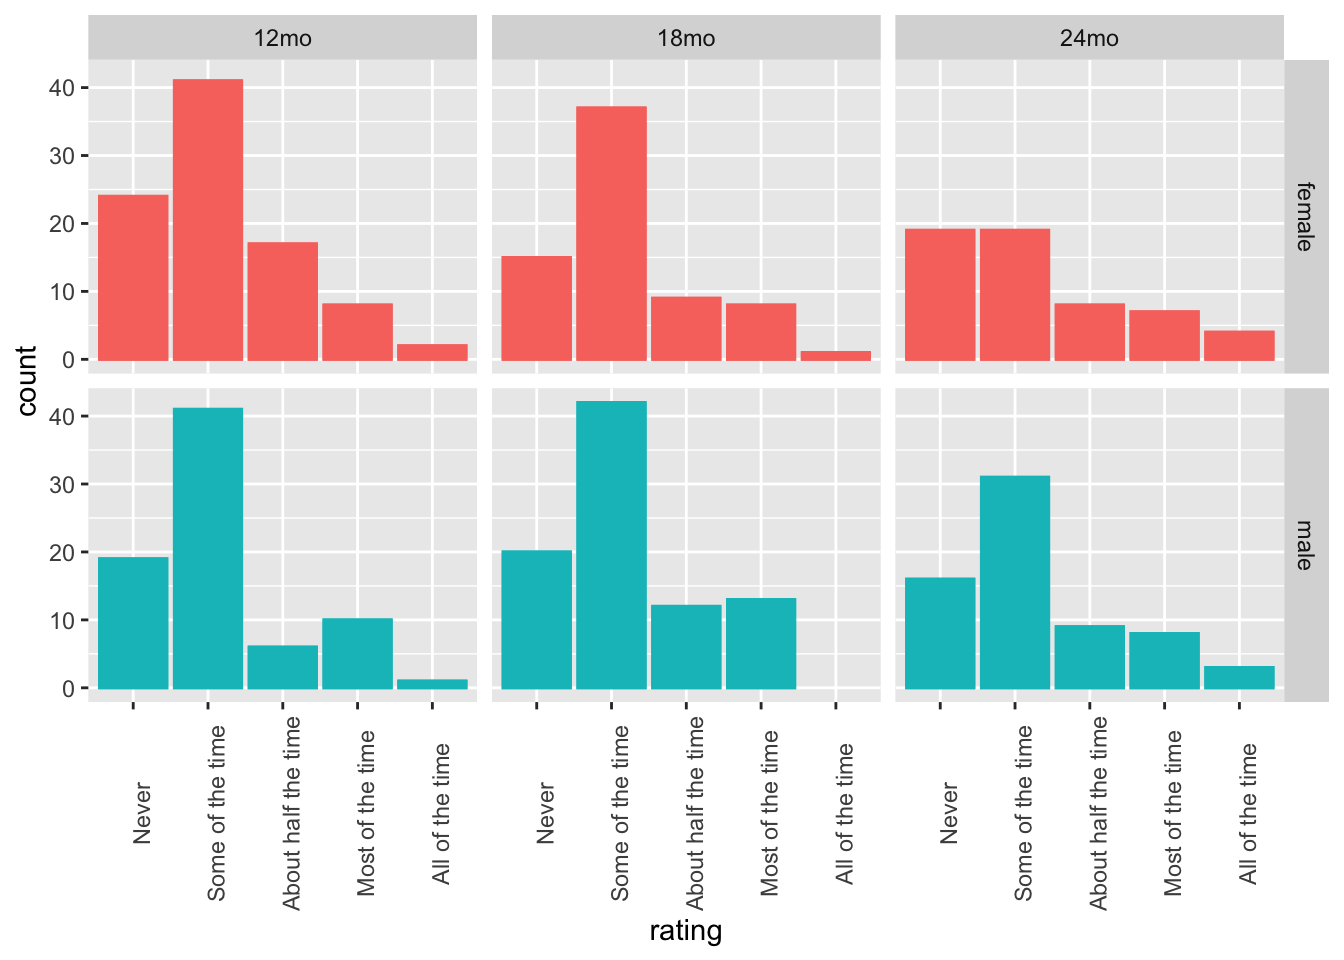 12mo
18mo
24mo
40
30
20
10
0
female
count
40
30
20
10
0
male
Never
Some of the time
About half the time
Most of the time
All of the time
Never
Some of the time
About half the time
Most of the time
All of the time
Never
Some of the time
About half the time
Most of the time
All of the time
rating